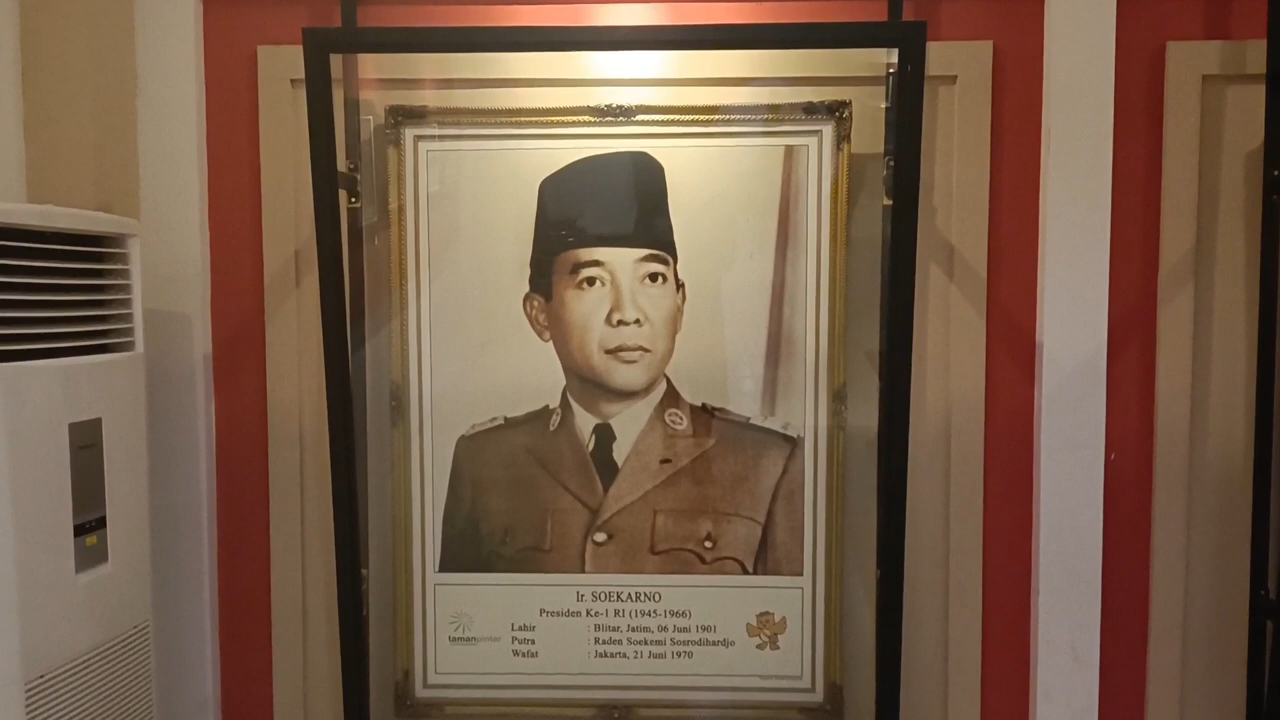 Ir. SOEKARNO
Presiden Ke-1 RI (1945-1966)
Lahir : Blitar, Jatim, 06 Juni 1901
Putra : Raden Soekemi Sosrodihardjo
Wafat : Jakarta, 21 Juni 1970
tamanpintar